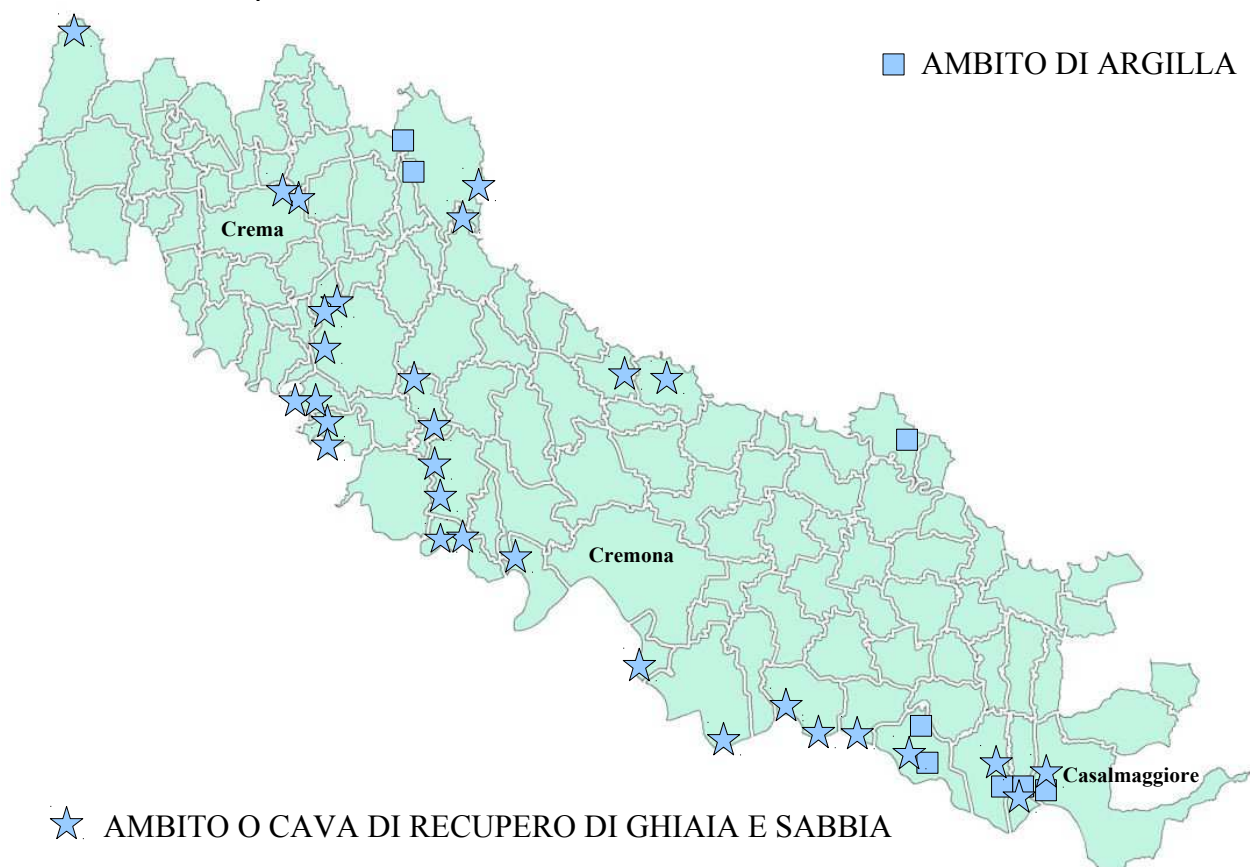 AMBITO DI ARGILLA
Crema
Cremona
Casalmaggiore
AMBITO O CAVA DI RECUPERO DI GHIAIA E SABBIA